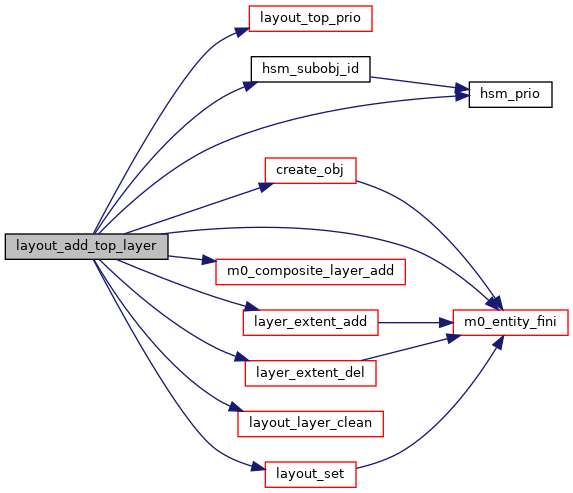 layout_top_prio
hsm_subobj_id
hsm_prio
create_obj
layout_add_top_layer
m0_composite_layer_add
layer_extent_add
m0_entity_fini
layer_extent_del
layout_layer_clean
layout_set